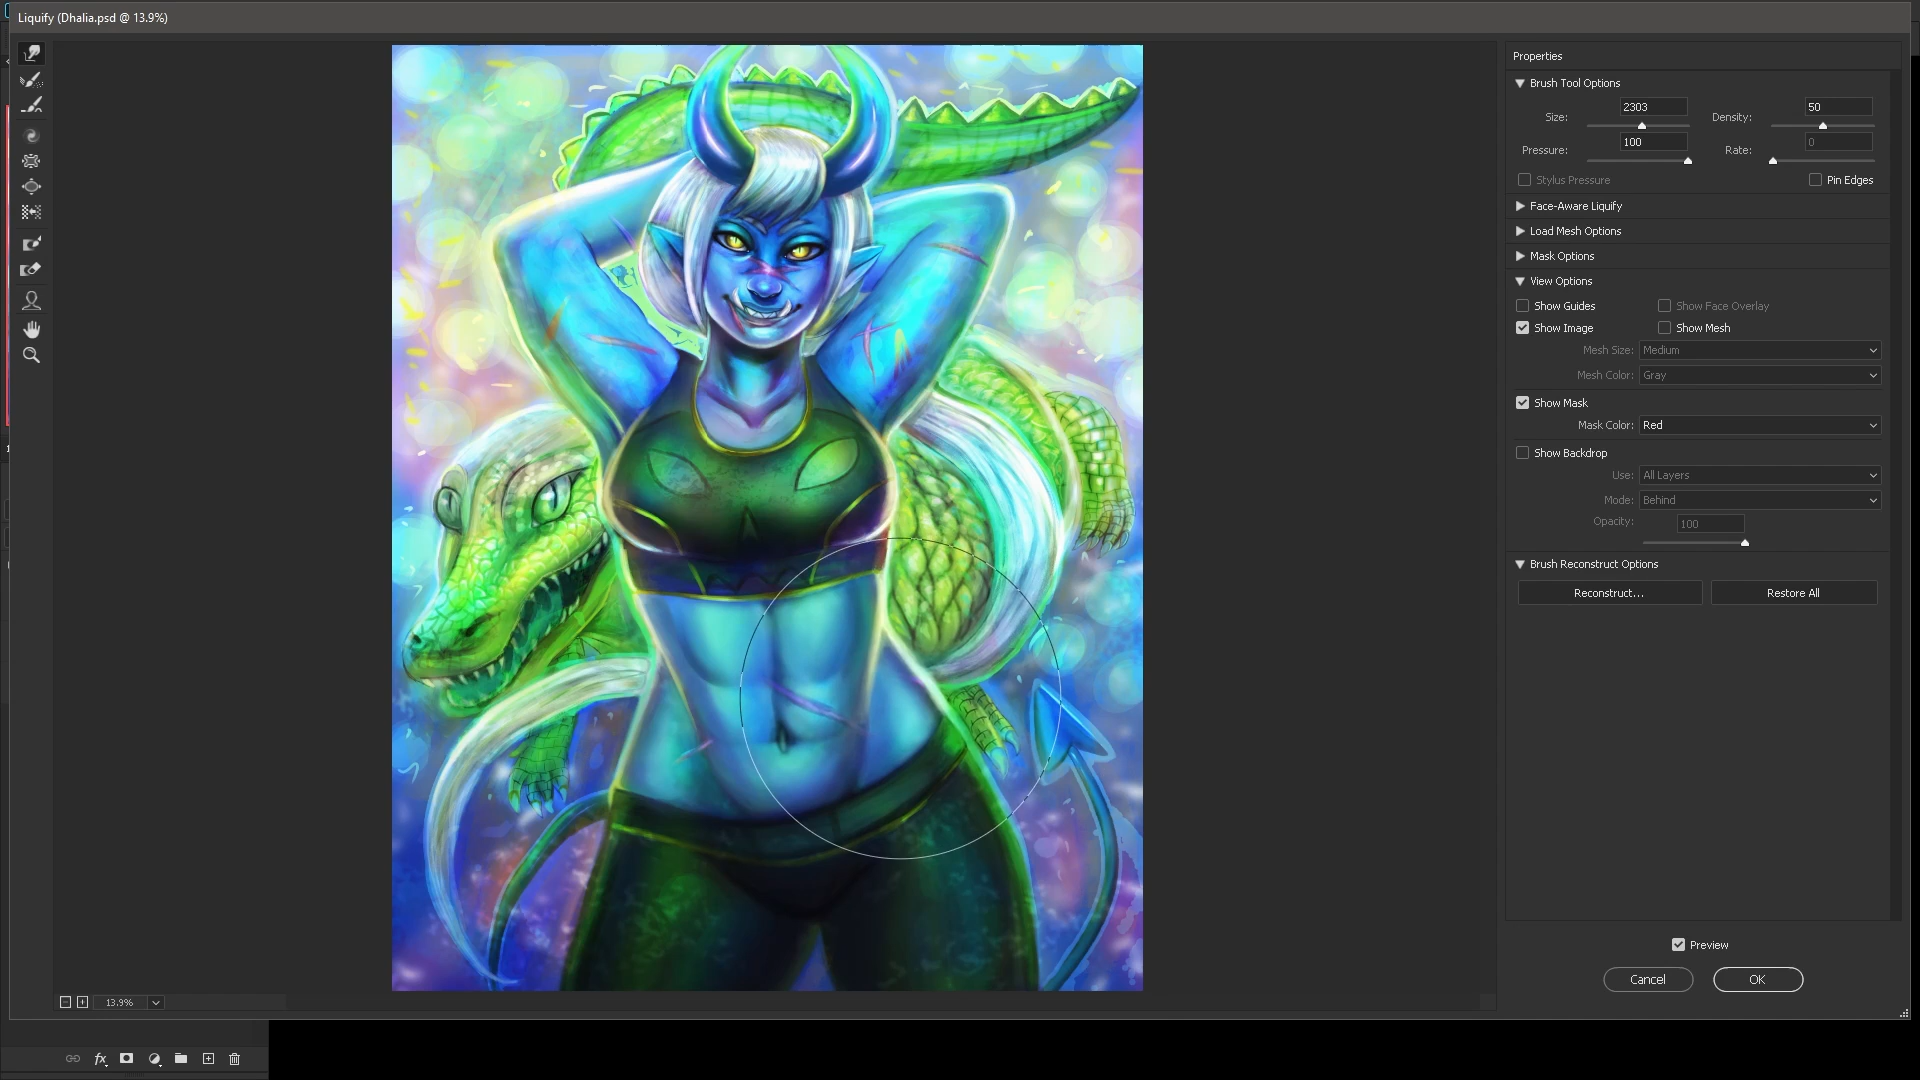 Liquify (Dhalia.psd @ 13.9%)
Properties
Brush Tool Options
Size: 2303 Density: 50
Pressure: 100 Rate: 0
Stylus Pressure Pin Edges
Face-Aware Liquify
Load Mesh Options
Mask Options
View Options
Show Guides Show Face Overlay
Show Image Show Mesh
Mesh Size: Medium
Mesh Color: Gray
Show Mask
Mask Color: Red
Show Backdrop
Use: All Layers
Mode: Behind
Opacity: 100
Brush Reconstruct Options
Reconstruct... Restore All
Preview
Cancel OK
13.9%
fx